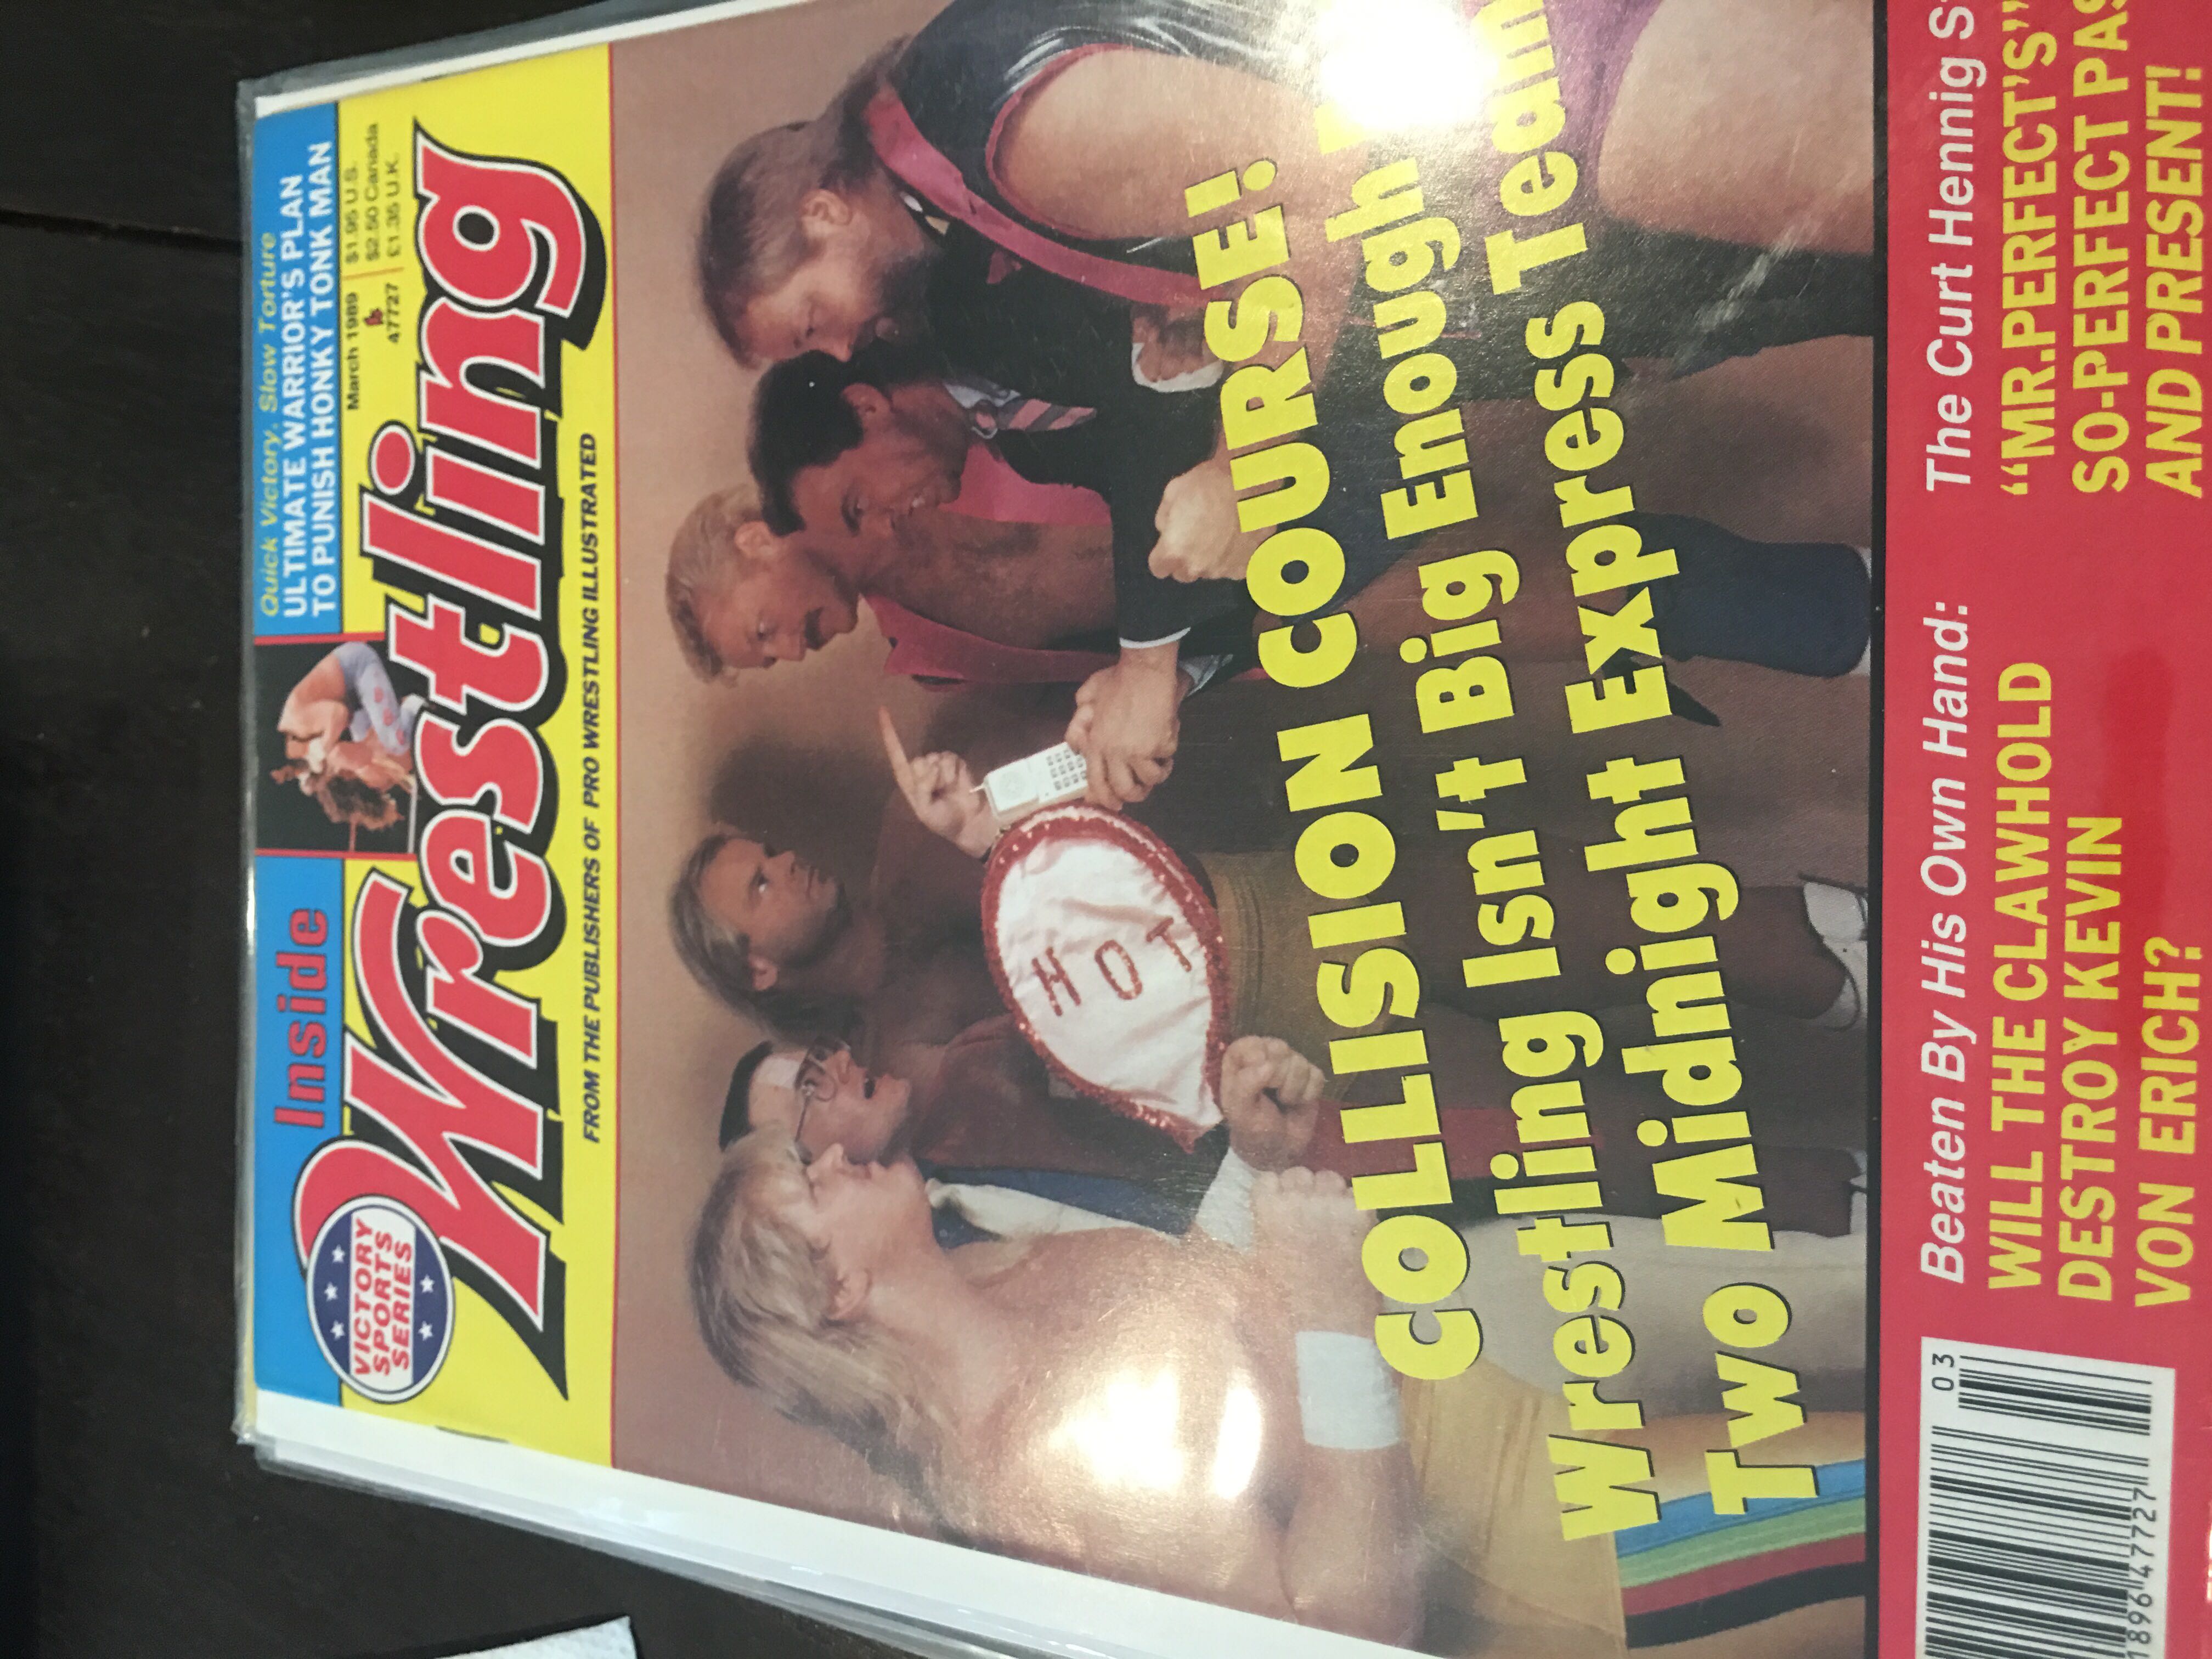 Inside
Quick Victory, Slow Torture
ULTIMATE WARRIOR'S PLAN
TO PUNISH HONKY TONK MAN
VICTORY
SPORTS
SERIES
Wrestling
March 1989
47727
$1.95 U.S.
$2.50 Canada
£1.35 U.K.
FROM THE PUBLISHERS OF PRO WRESTLING ILLUSTRATED
HOT
COLLISION COURSE!
Wrestling Isn't Big Enough
Two Midnight Express Team
03
189647727
Beaten By His Own Hand:
WILL THE CLAWHOLD
DESTROY KEVIN
VON ERICH?
The Curt Hennig S
"MR.PERFECT'S"
SO-PERFECT PAS
AND PRESENT!